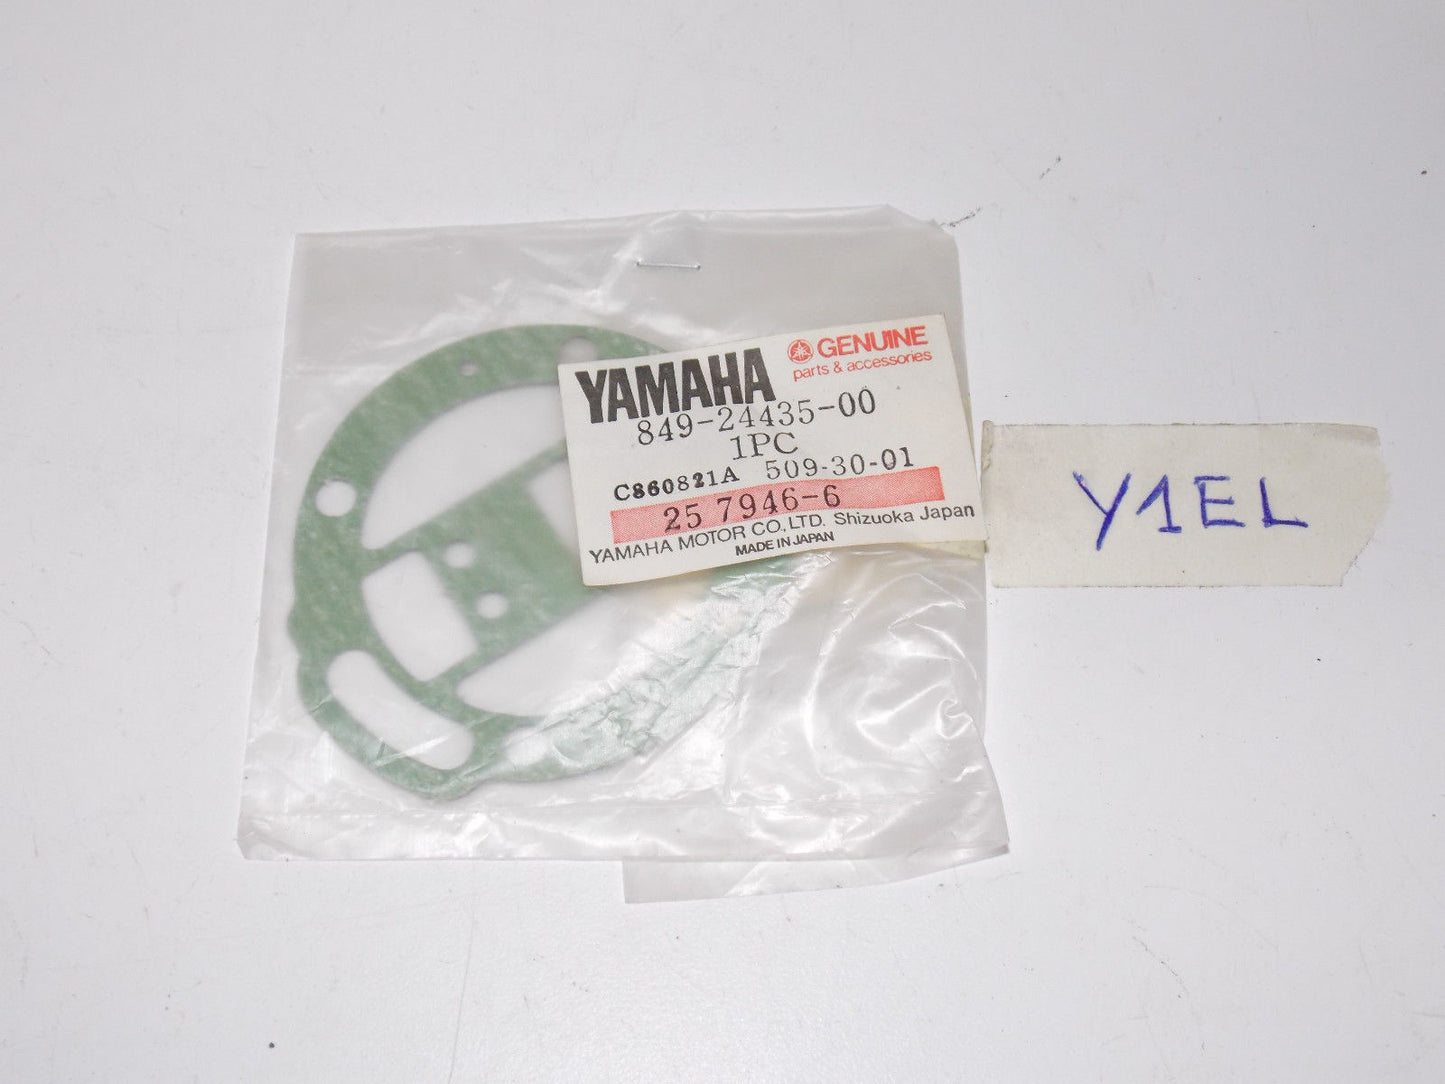 YAMAHA GENUINE
parts & accessories
849-24435-00
1PC
C860821A 509-30-01
25 7946-6
YAMAHA MOTOR CO., LTD. Shizuoka Japan
MADE IN JAPAN
Y1EL